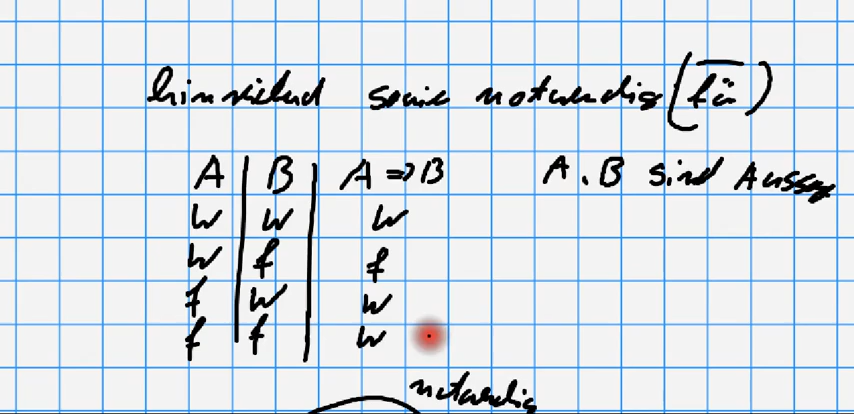 hinreichend sowie notwendig (für)
A B A => B A, B sind Aussagen
w w w
w f f
f w w
f f w
notwendig